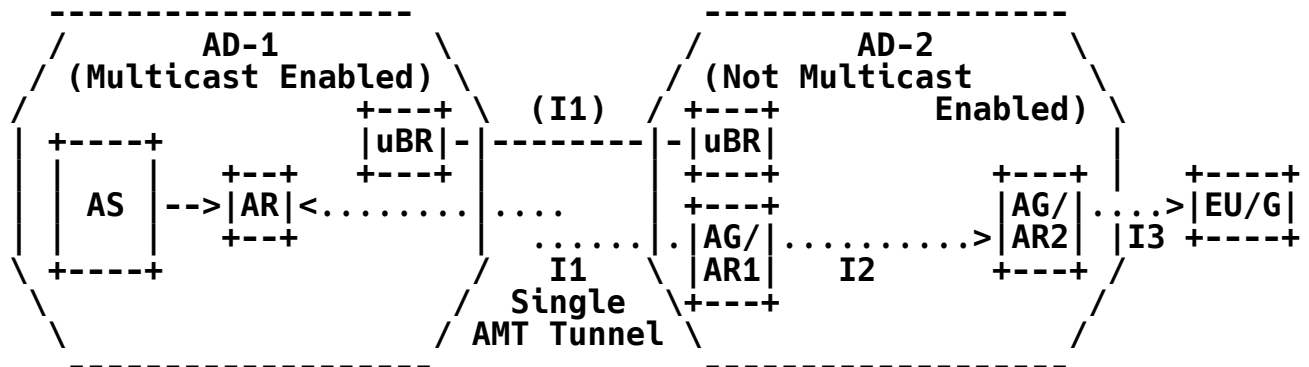 -------------------                -------------------
/       AD-1        \              /        AD-2        \
/ (Multicast Enabled) \            / (Not Multicast       \
/                 +---+ \  (I1)   / +---+         Enabled) \
| +----+          |uBR|-|--------|-|uBR|                  |
| |    |   +--+   +---+ |        | +---+           +---+ |   +----+
| | AS |-->|AR|<........|....    | +---+           |AG/|....>|EU/G|
| |    |   +--+         |  ......|.|AG/|..........>|AR2| |I3 +----+
\ +----+                /   I1   \ |AR1|   I2      +---+ /
\                     /  Single  \+---+                 /
\                   / AMT Tunnel \                    /
-------------------                -------------------